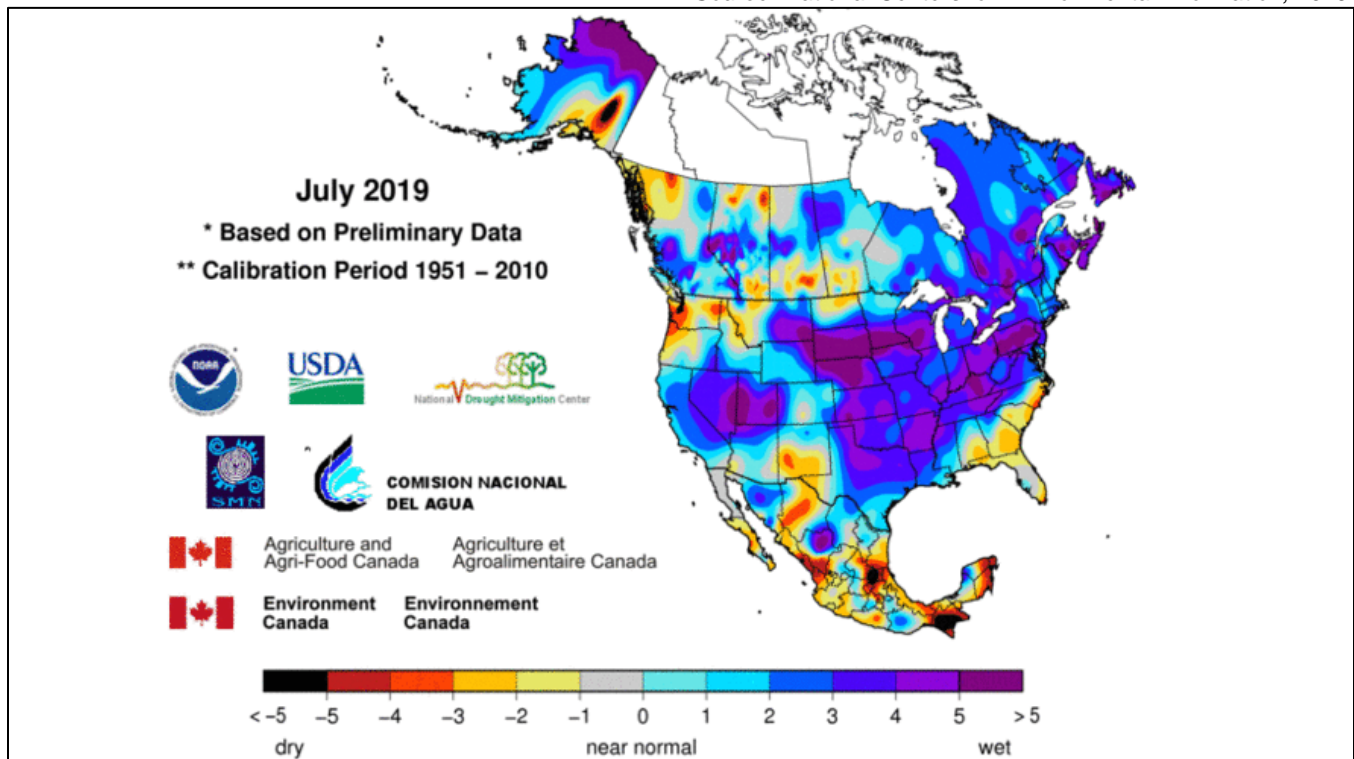 July 2019
* Based on Preliminary Data
** Calibration Period 1951 – 2010
NOAA
USDA
National Drought Mitigation Center
SMN
COMISION NACIONAL
DEL AGUA
Agriculture and Agriculture et
Agri-Food Canada Agroalimentaire Canada
Environment Environnement
Canada Canada
< -5 -5 -4 -3 -2 -1 0 1 2 3 4 5 > 5
dry near normal wet